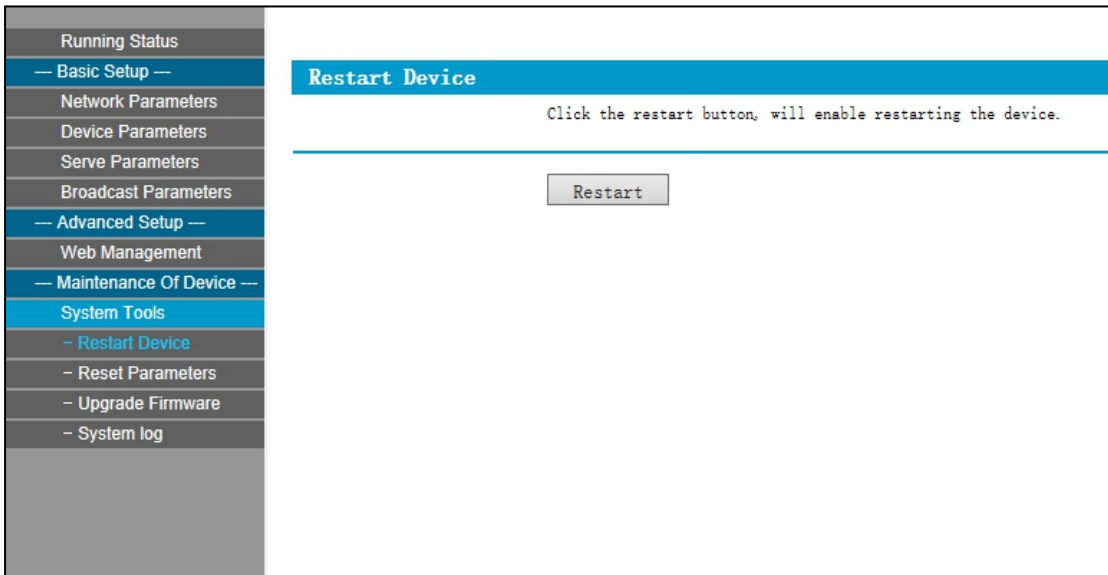 Running Status
--- Basic Setup ---
Network Parameters
Device Parameters
Serve Parameters
Broadcast Parameters
--- Advanced Setup ---
Web Management
--- Maintenance Of Device ---
System Tools
- Restart Device
- Reset Parameters
- Upgrade Firmware
- System log
Restart Device
Click the restart button, will enable restarting the device.
Restart